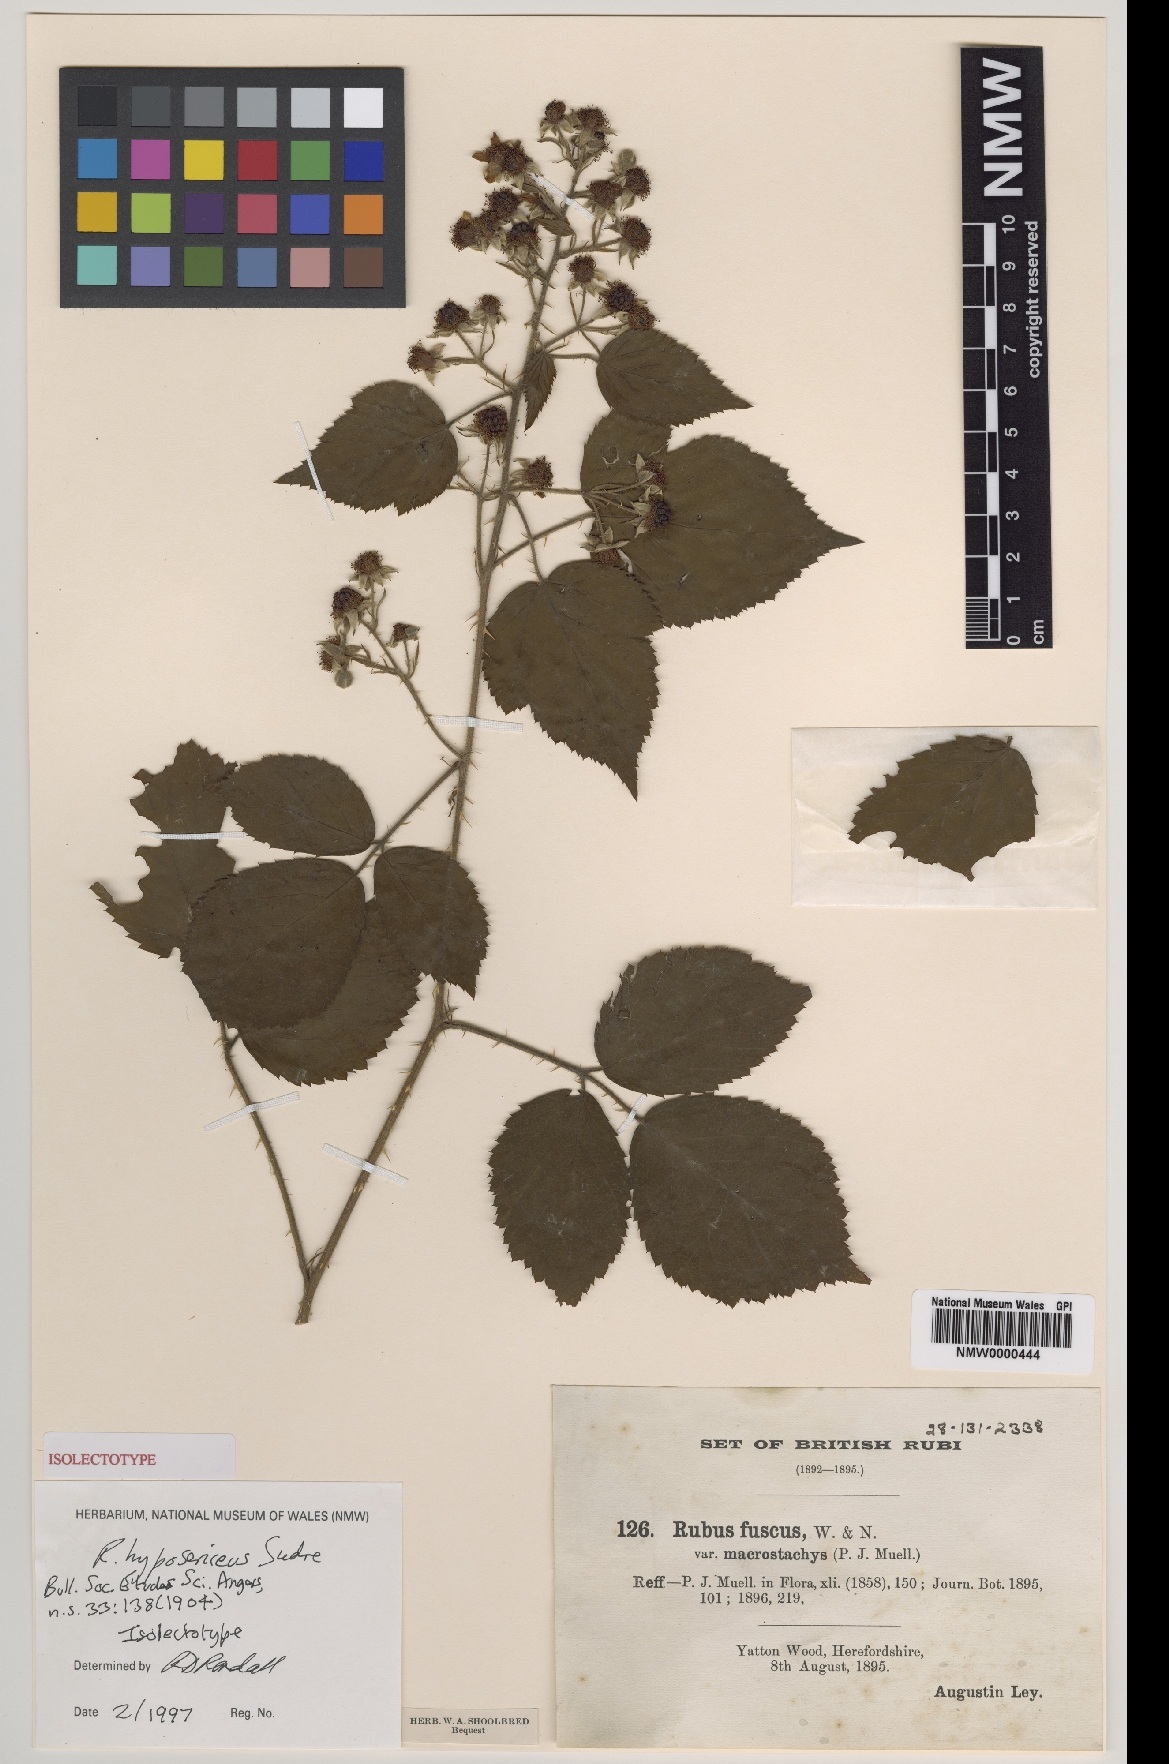 NMW
copyright reserved
10
9
8
7
6
5
4
3
2
1
0
cm
National Museum Wales GPI
NMW0000444
28·131·2338
SET OF BRITISH RUBI
(1892—1895.)
126. Rubus fuscus, W. & N.
var. macrostachys (P. J. Muell.)
Reff—P. J. Muell. in Flora, xli. (1858), 150; Journ. Bot. 1895,
101; 1896, 219.
Yatton Wood, Herefordshire,
8th August, 1895.
Augustin Ley.
ISOLECTOTYPE
HERBARIUM, NATIONAL MUSEUM OF WALES (NMW)
R. hyposericeus Sudre
Bull. Soc. Études Sci. Angers,
n.s. 33: 138 (1904)
Isolectotype
Determined by RD Randall
Date 2/1997 Reg. No.
HERB. W. A. SHOOLBRED
Bequest